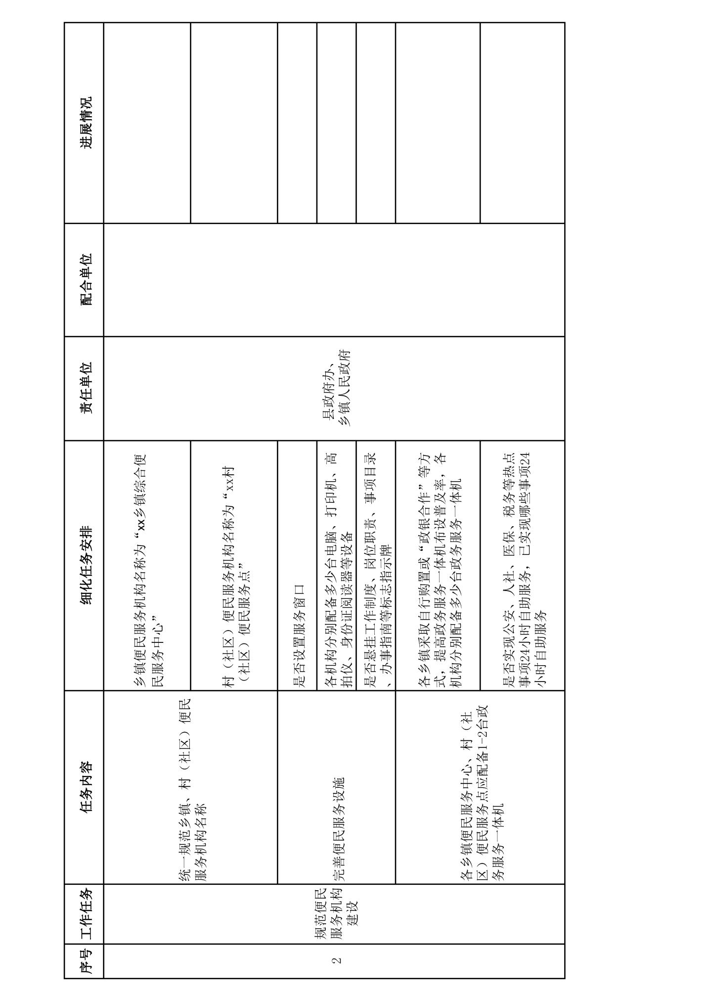 序号
工作任务
任务内容
细化任务安排
责任单位
配合单位
进展情况
2
规范便民
服务机构
建设
统一规范乡镇、村（社区）便民
服务机构名称
乡镇便民服务机构名称为“xx乡镇综合便
民服务中心”
村（社区）便民服务机构名称为“xx村
（社区）便民服务点”
县政府办、
乡镇人民政府
完善便民服务设施
是否设置服务窗口
各机构分别配备多少台电脑、打印机、高
拍仪、身份证阅读器等设备
是否悬挂工作制度、岗位职责、事项目录
、办事指南等标志指示牌
各乡镇便民服务中心、村（社
区）便民服务点应配备1-2台政
务服务一体机
各乡镇采取自行购置或“政银合作”等方
式，提高政务服务一体机布设普及率，各
机构分别配备多少台政务服务一体机
是否实现公安、人社、医保、税务等热点
事项24小时自助服务，已实现哪些事项24
小时自助服务